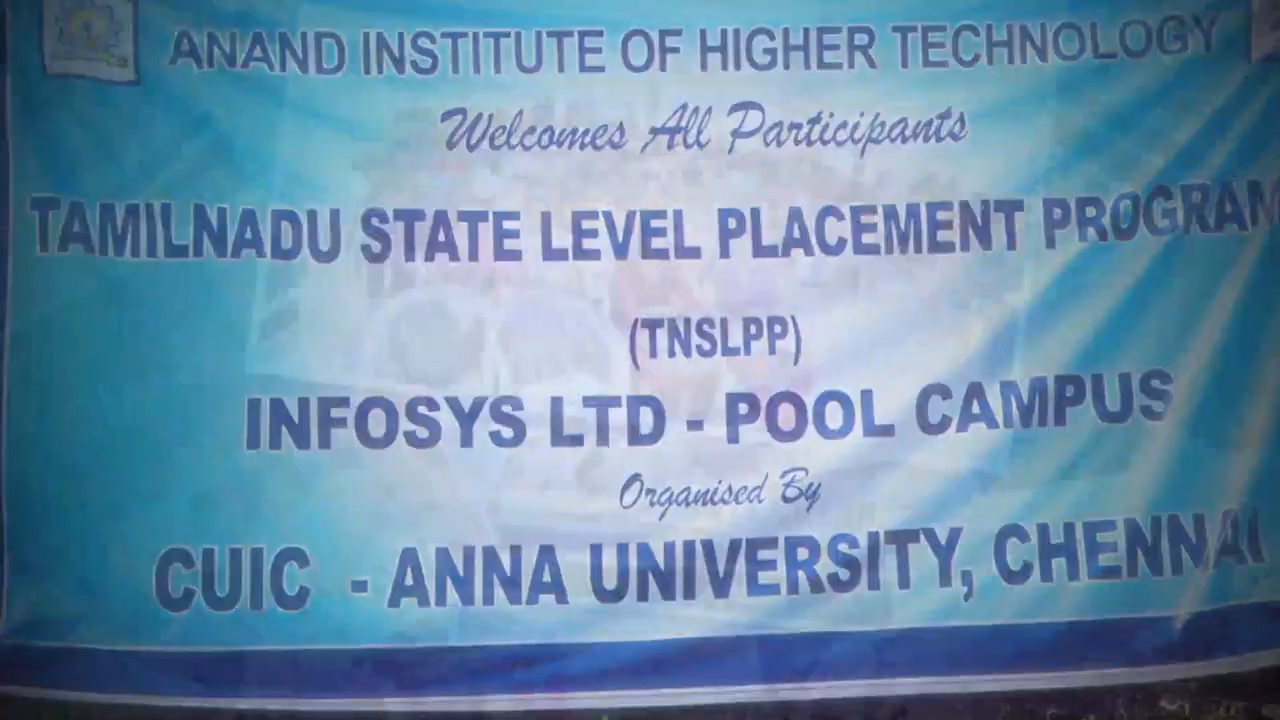 ANAND INSTITUTE OF HIGHER TECHNOLOGY
Welcomes All Participants
TAMILNADU STATE LEVEL PLACEMENT PROGRAM
(TNSLPP)
INFOSYS LTD - POOL CAMPUS
Organised By
CUIC - ANNA UNIVERSITY, CHENNAI